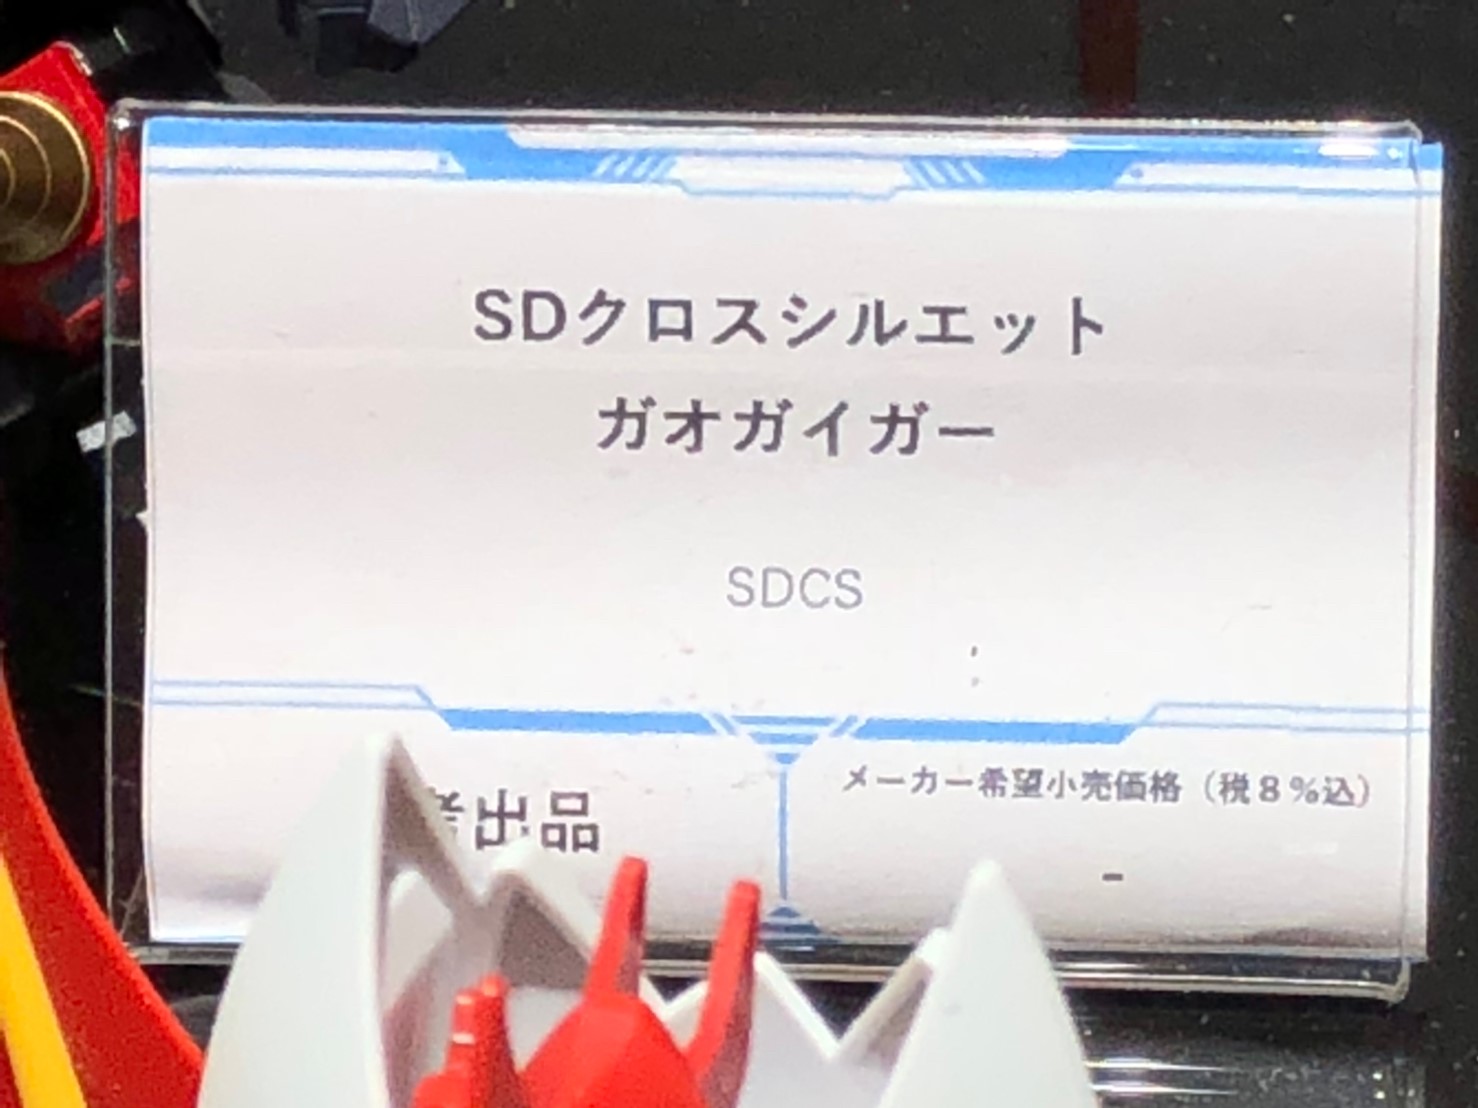 SDクロスシルエット
ガオガイガー
SDCS
出品
メーカー希望小売価格（税８％込）
-